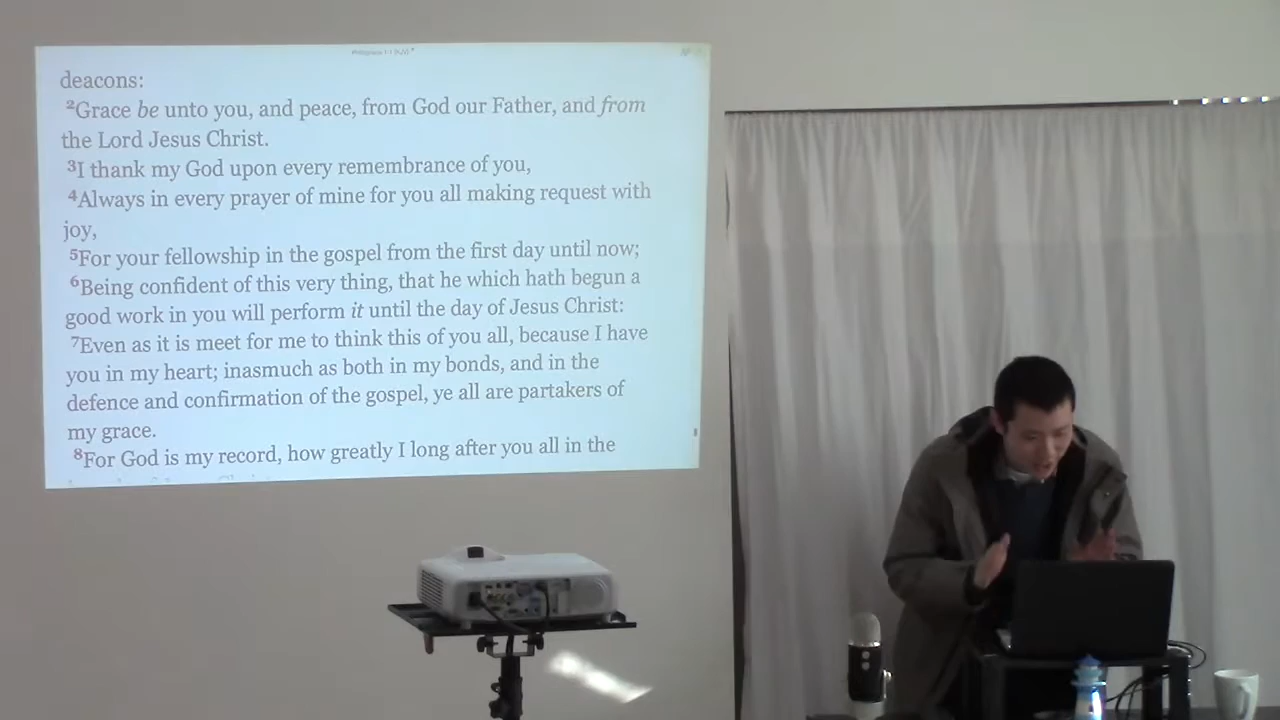 Philippians 1:1 (KJV)
deacons:
²Grace be unto you, and peace, from God our Father, and from
the Lord Jesus Christ.
³I thank my God upon every remembrance of you,
⁴Always in every prayer of mine for you all making request with
joy,
⁵For your fellowship in the gospel from the first day until now;
⁶Being confident of this very thing, that he which hath begun a
good work in you will perform it until the day of Jesus Christ:
⁷Even as it is meet for me to think this of you all, because I have
you in my heart; inasmuch as both in my bonds, and in the
defence and confirmation of the gospel, ye all are partakers of
my grace.
⁸For God is my record, how greatly I long after you all in the